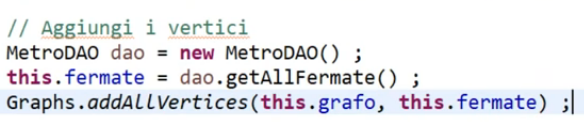 // Aggiungi i vertici
MetroDAO dao = new MetroDAO() ;
this.fermate = dao.getAllFermate() ;
Graphs.addAllVertices(this.grafo, this.fermate) ;